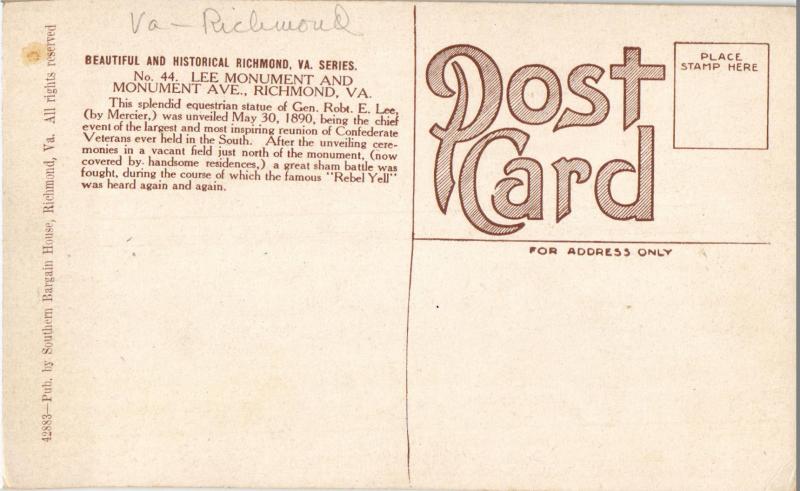 Va - Richmond
BEAUTIFUL AND HISTORICAL RICHMOND, VA. SERIES.
No. 44. LEE MONUMENT AND
MONUMENT AVE., RICHMOND, VA.
This splendid equestrian statue of Gen. Robt. E. Lee,
(by Mercier,) was unveiled May 30, 1890, being the chief
event of the largest and most inspiring reunion of Confederate
Veterans ever held in the South. After the unveiling cere-
monies in a vacant field just north of the monument, (now
covered by handsome residences,) a great sham battle was
fought, during the course of which the famous "Rebel Yell"
was heard again and again.
42883—Pub. by Southern Bargain House, Richmond, Va. All rights reserved
Post
Card
PLACE
STAMP HERE
FOR ADDRESS ONLY